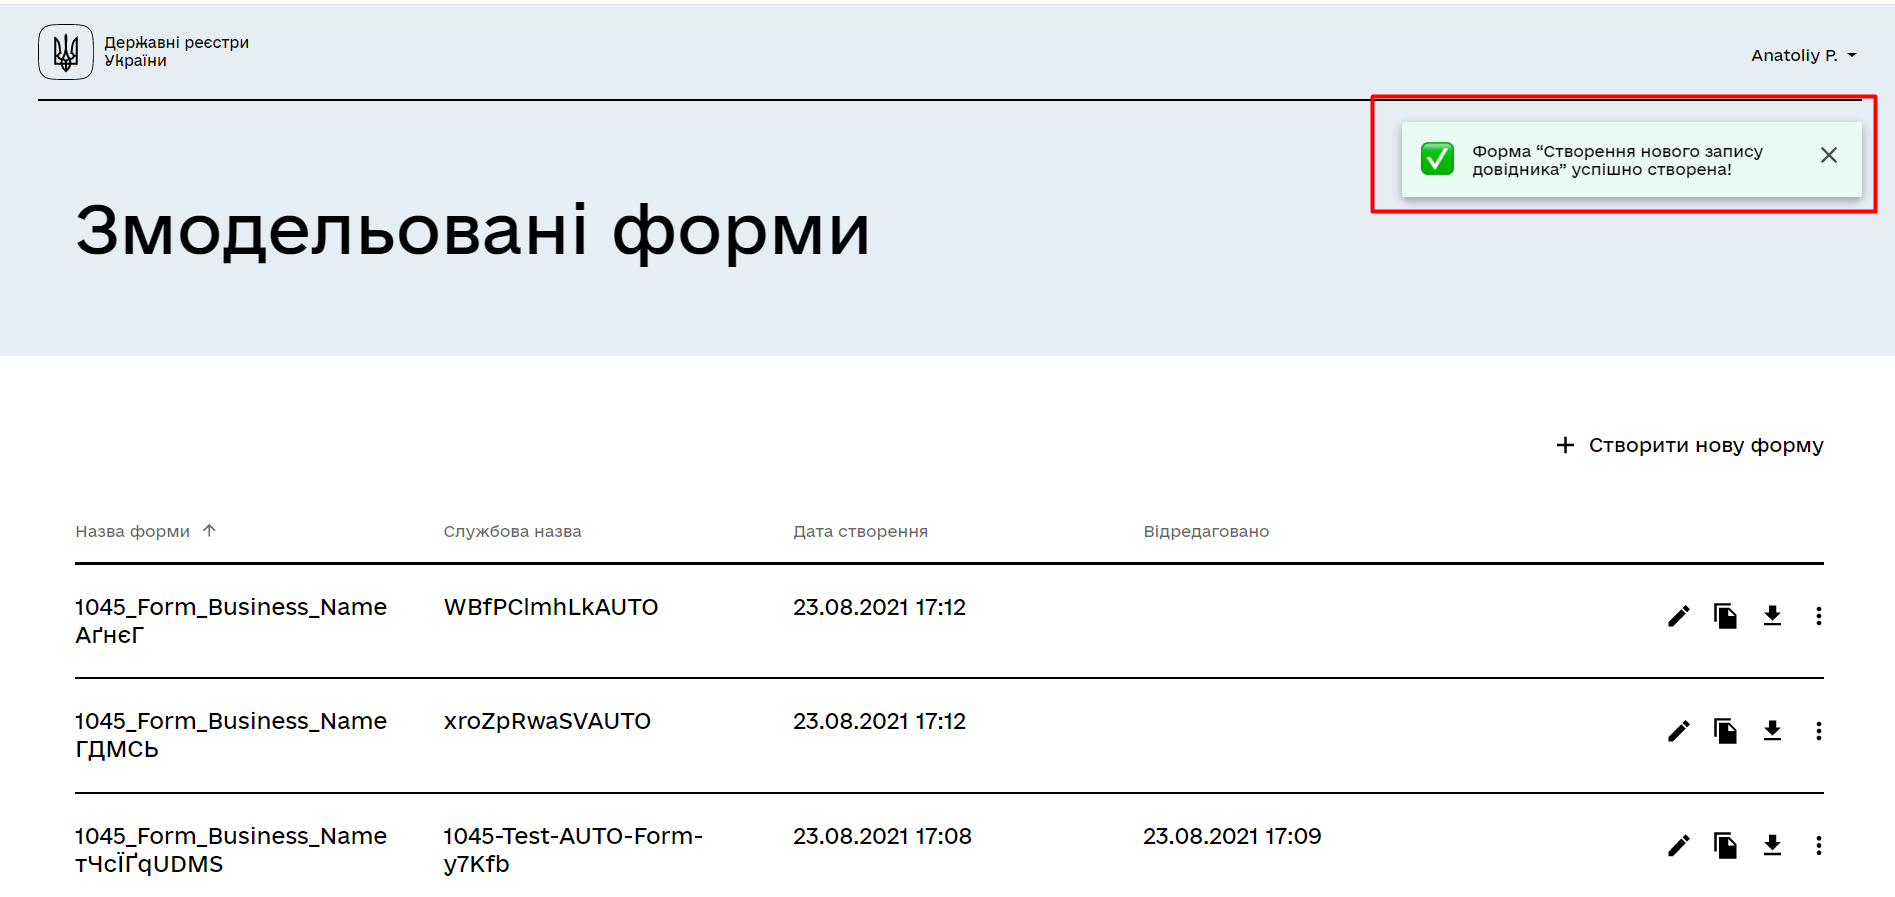 Державні реєстри
України
Anatoliy P.
Форма “Створення нового запису
довідника” успішно створена!
Змодельовані форми
Створити нову форму
Назва форми Службова назва Дата створення Відредаговано
1045_Form_Business_Name WBfPClmhLkAUTO 23.08.2021 17:12
АґнєГ
1045_Form_Business_Name xroZpRwaSVAUTO 23.08.2021 17:12
ГДМСЬ
1045_Form_Business_Name 1045-Test-AUTO-Form- 23.08.2021 17:08 23.08.2021 17:09
тЧсЇҐqUDMS y7Kfb